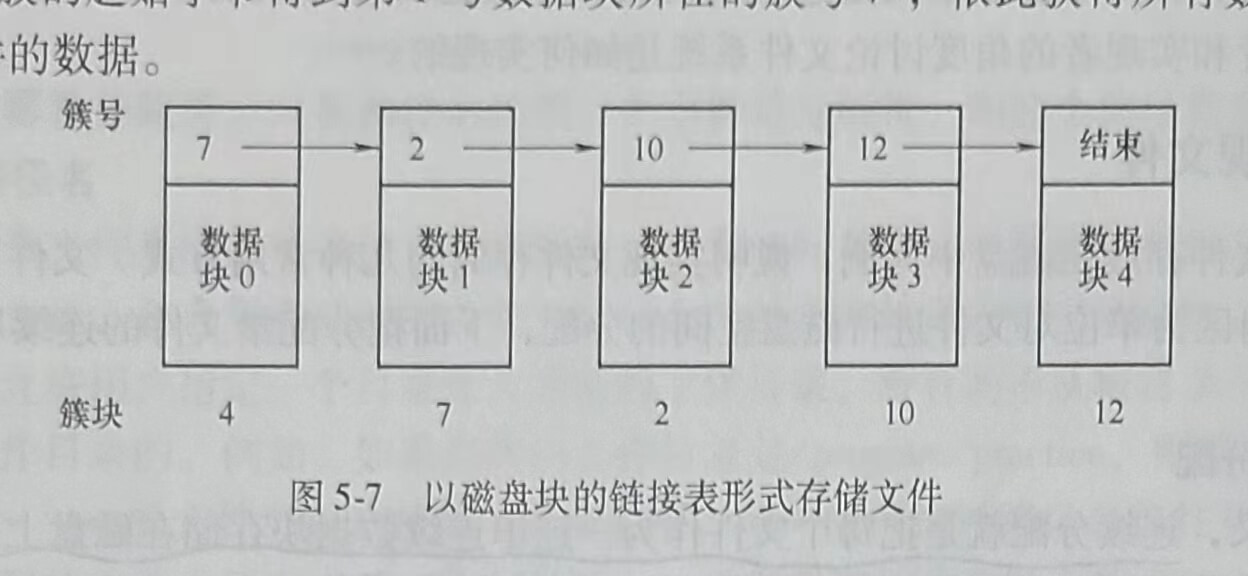 件的数据。
簇号
7 2 10 12 结束
数据 数据 数据 数据 数据
块0 块1 块2 块3 块4
簇块 4 7 2 10 12
图 5-7 以磁盘块的链接表形式存储文件